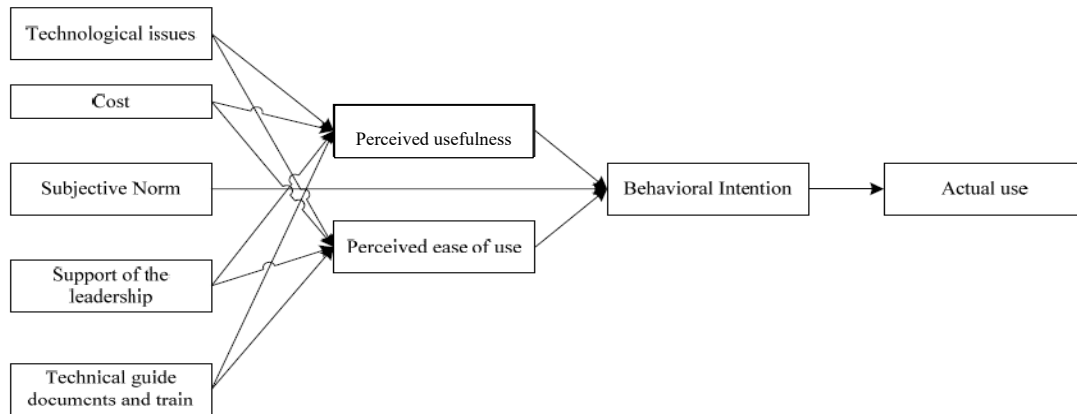 Technological issues
Cost
Perceived usefulness
Subjective Norm
Behavioral Intention
Actual use
Perceived ease of use
Support of the
leadership
Technical guide
documents and train